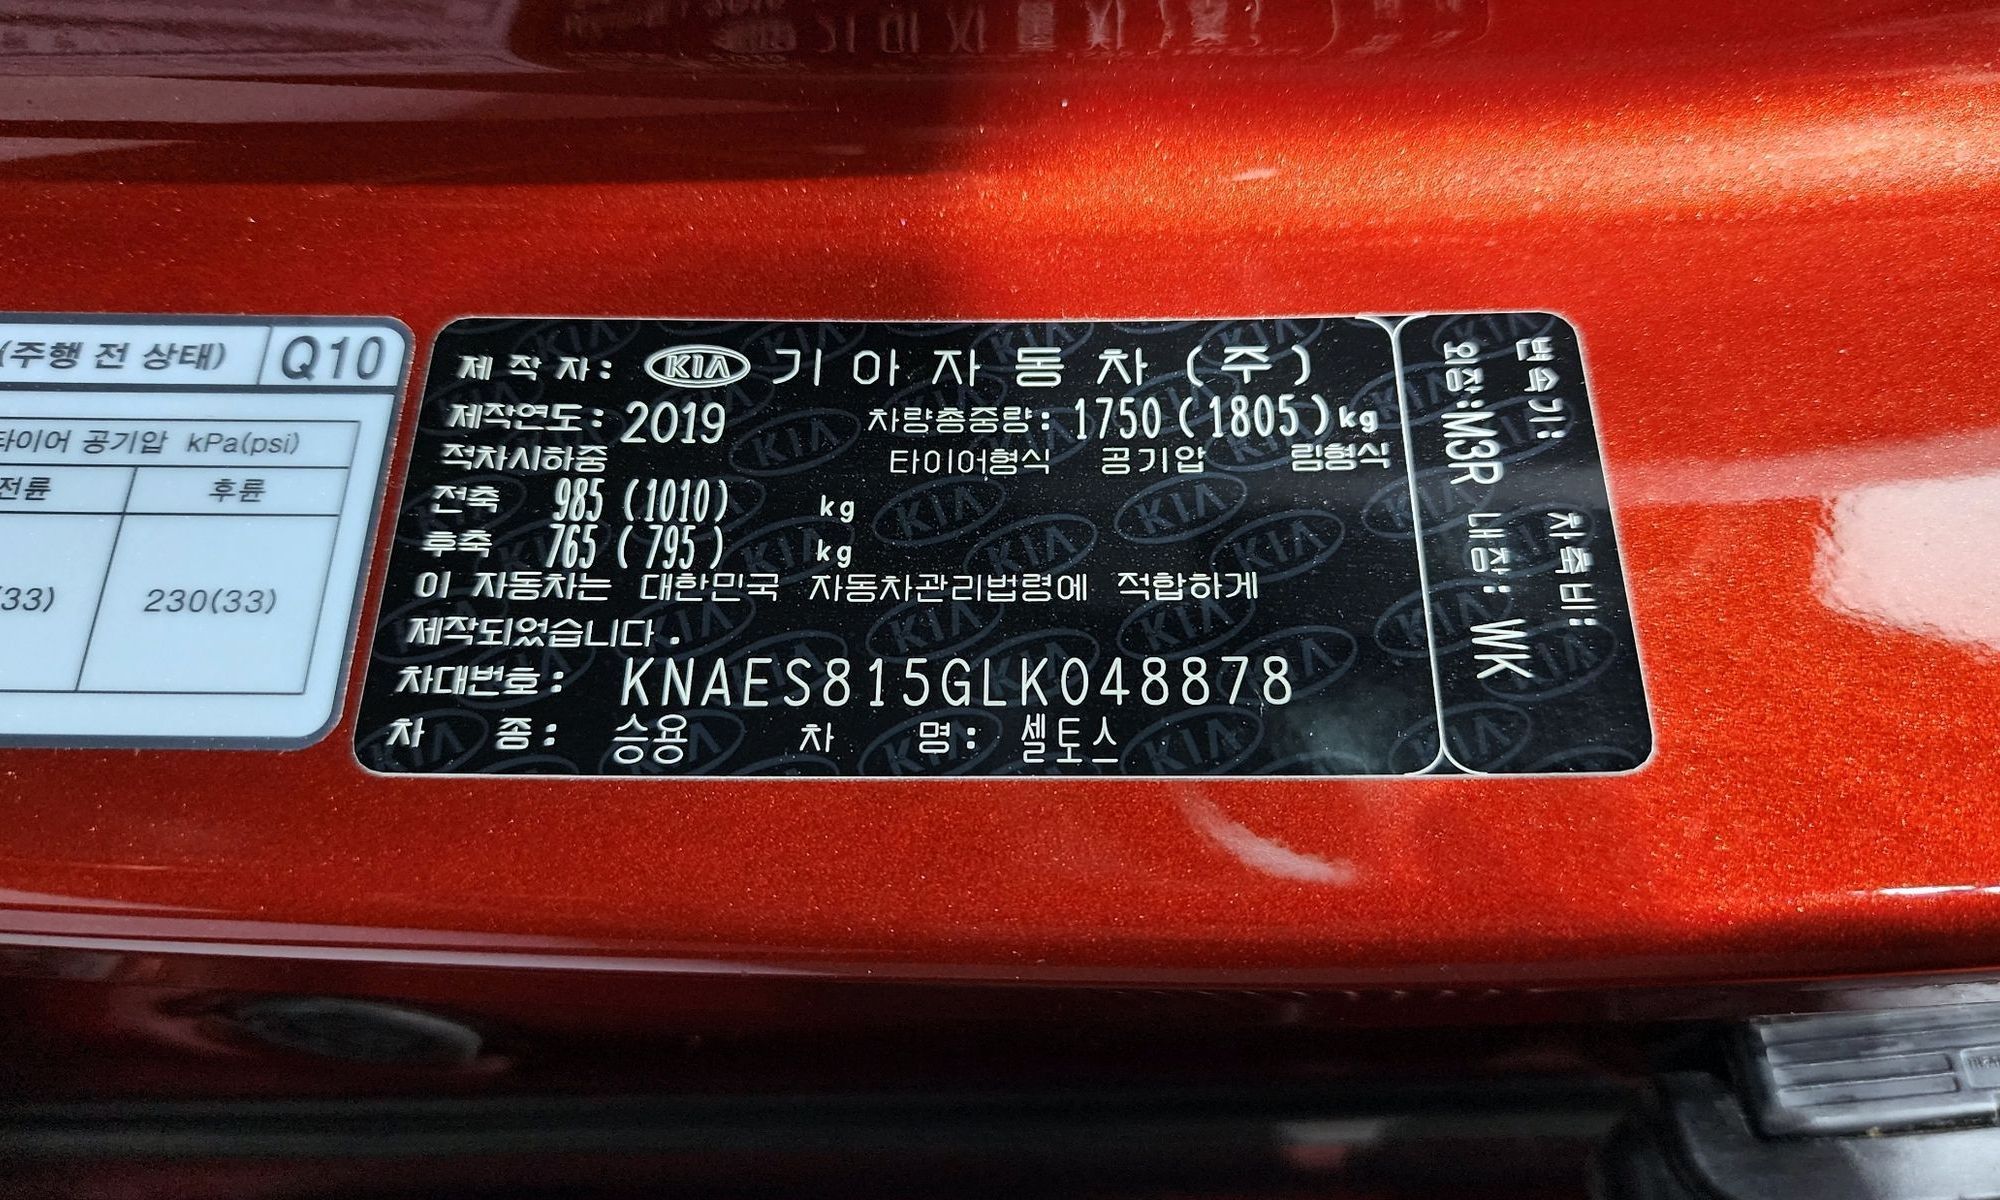 (주행 전 상태) Q10
타이어 공기압 kPa(psi)
전륜 후륜
(33) 230(33)
제 작 자: KIA 기아자동차(주)
제작연도: 2019 차량총중량: 1750(1805)kg
적차시하중 타이어형식 공기압 림형식
전축 985(1010) kg
후축 765(795) kg
이 자동차는 대한민국 자동차관리법령에 적합하게
제작되었습니다.
차대번호: KNAES815GLK048878
차 종: 승용 차 명: 셀토스
변속기: 차축비:
외장:M3R 내장: WK